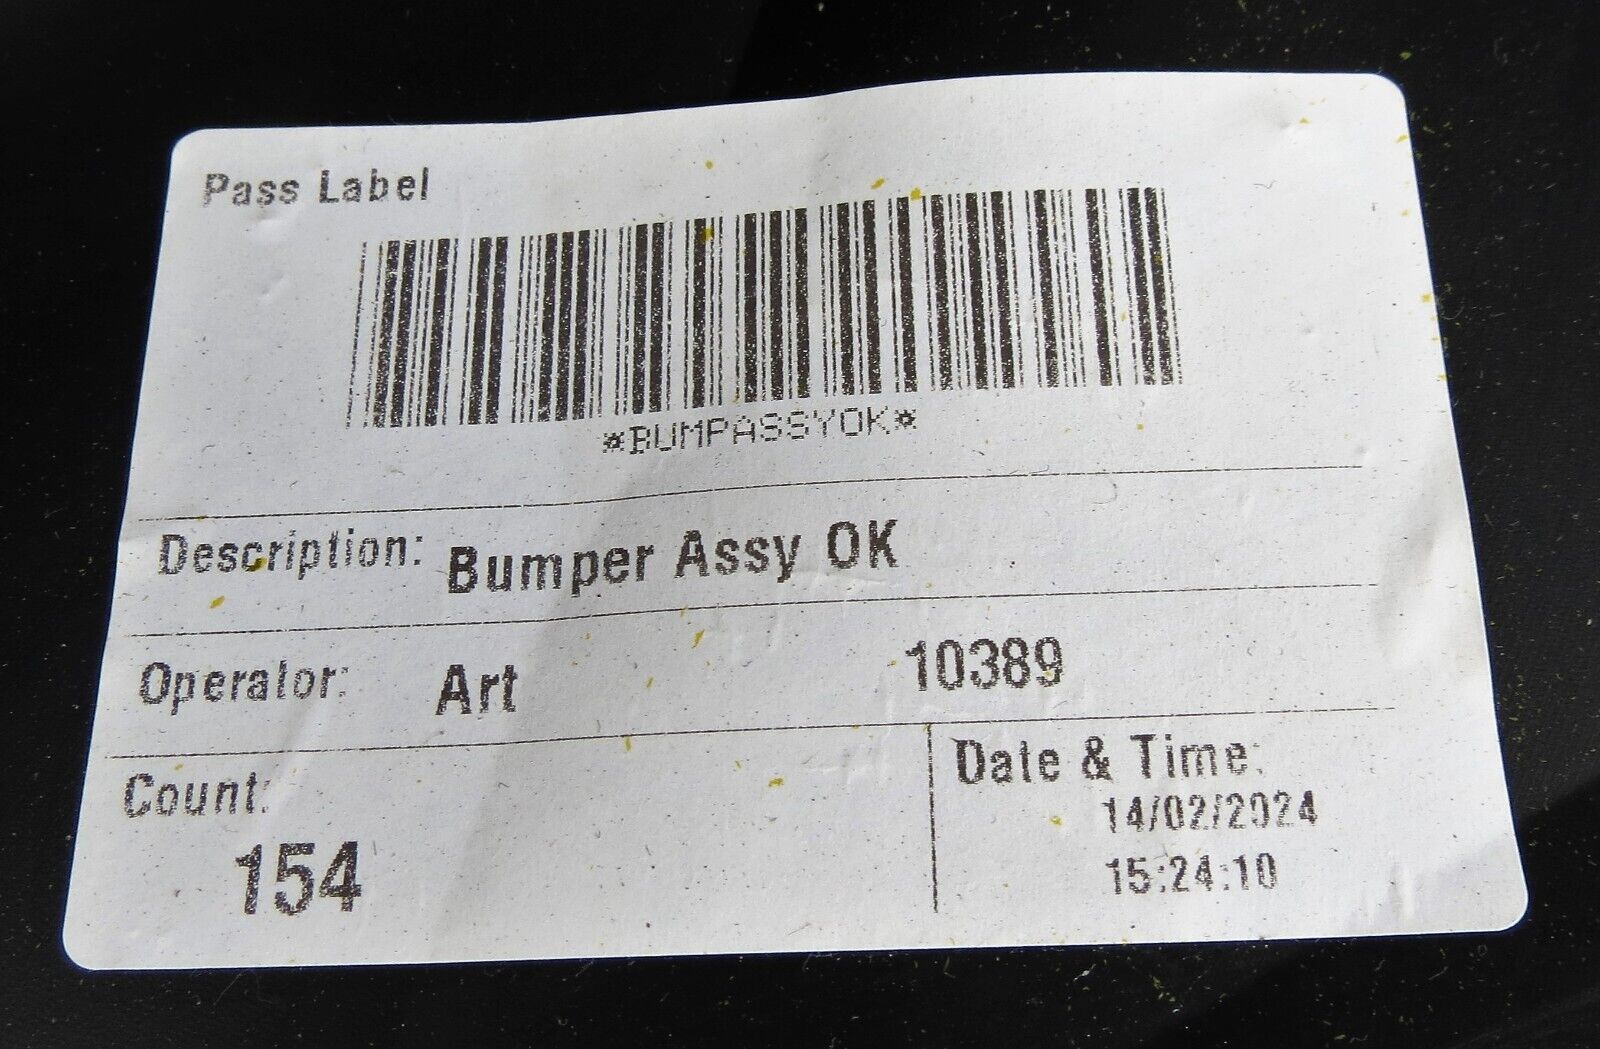 Pass Label
*BUMPASSYOK*
Description: Bumper Assy OK
Operator: Art 10389
Count: Date & Time:
154 14/02/2024
15:24:10